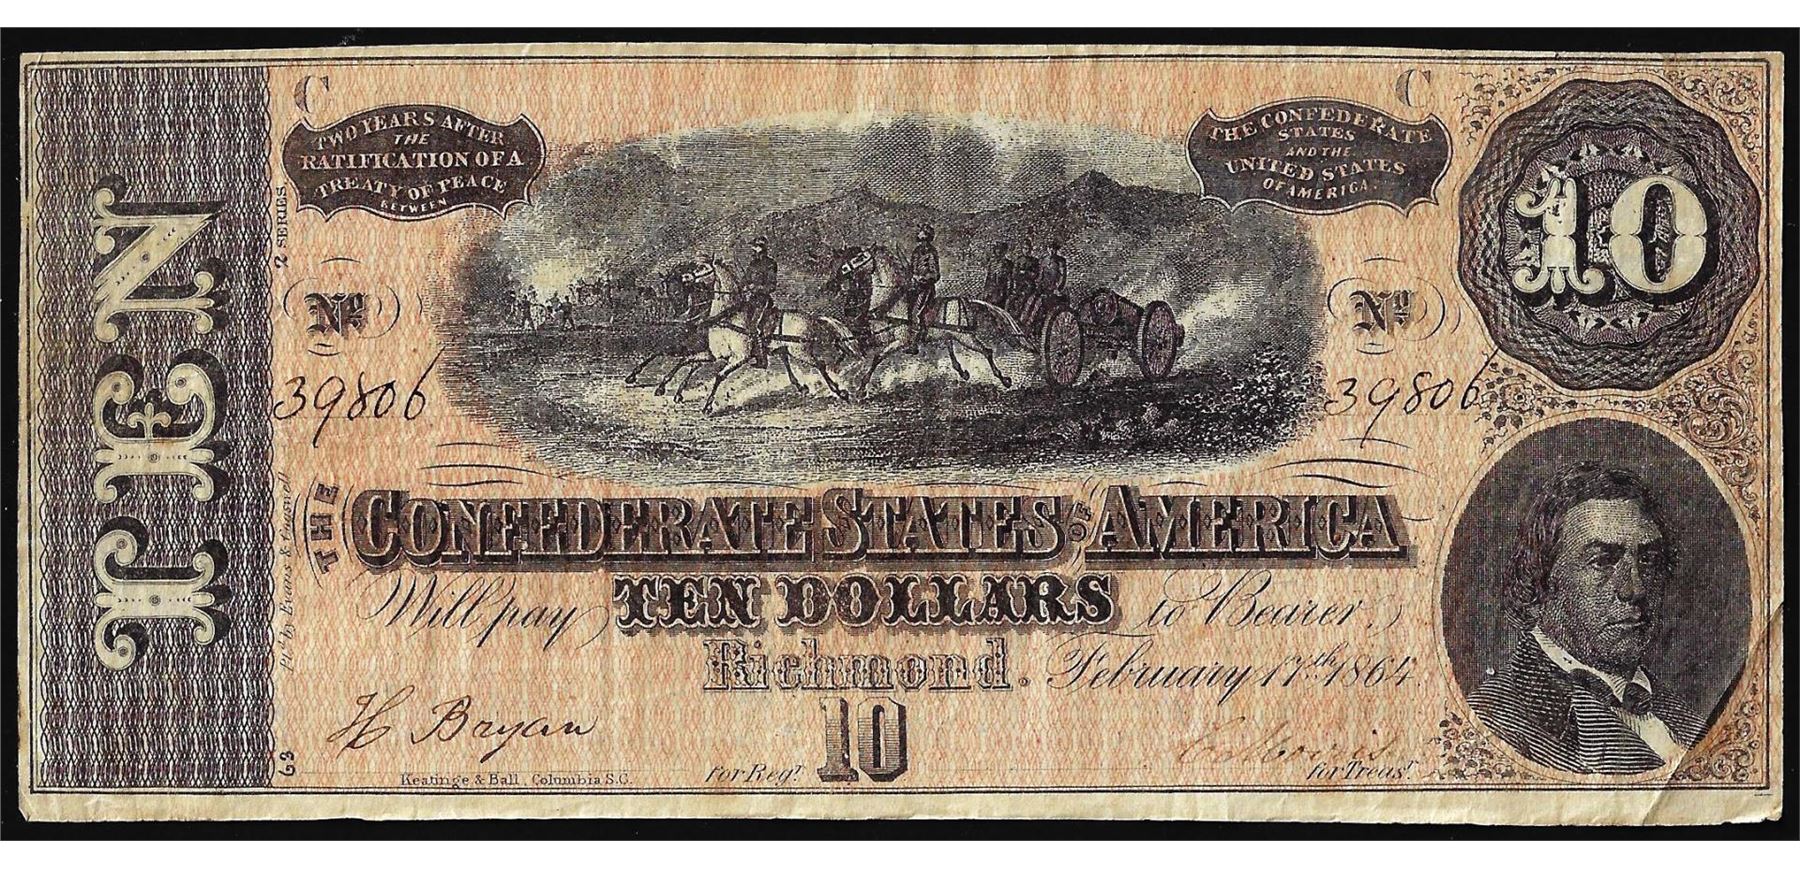 C
C
TWO YEARS AFTER
THE
RATIFICATION OF A
TREATY OF PEACE
BETWEEN
THE CONFEDERATE
STATES
AND THE
UNITED STATES
OF AMERICA.
10
TEN
2 SERIES
No
No
39806
39806
THE
CONFEDERATE STATES OF AMERICA
Will pay TEN DOLLARS to Bearer
Richmond. February 17th 1864.
H Bryan
10
63
Keatinge & Ball, Columbia S.C.
for Regr.
for Treasr.